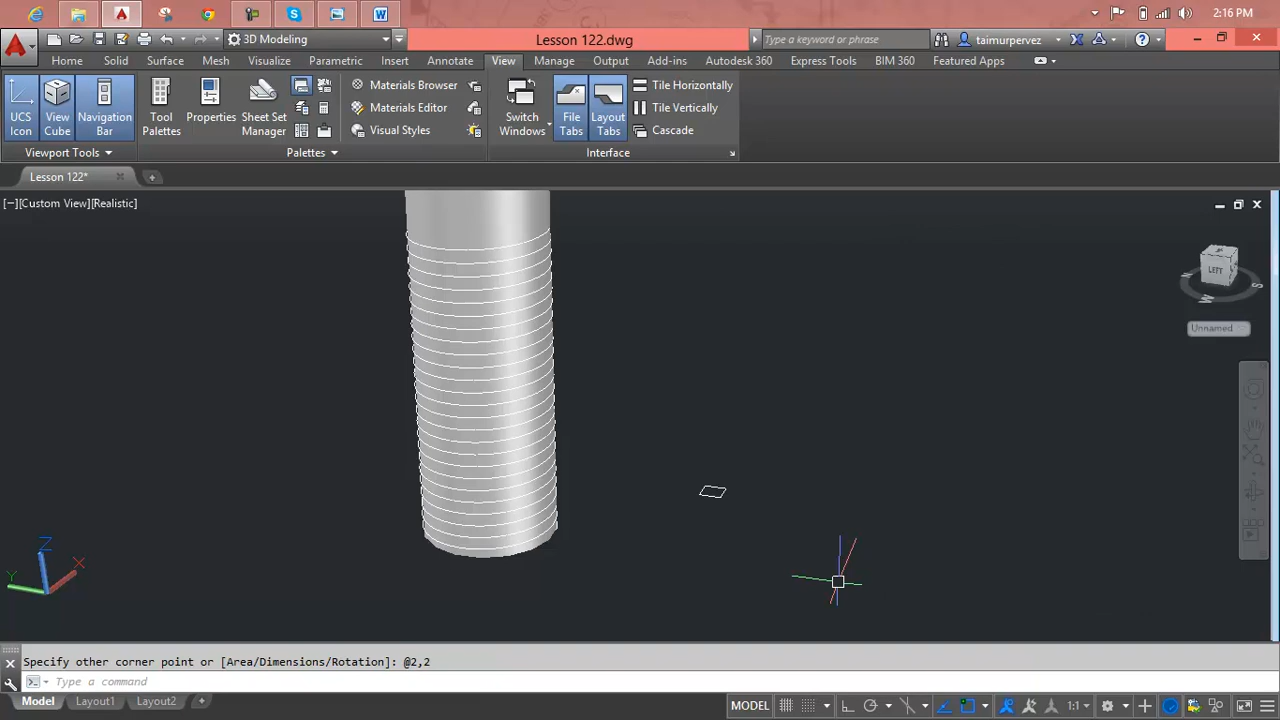 2:16 PM
3D Modeling
Lesson 122.dwg
Type a keyword or phrase
taimurpervez
Home Solid Surface Mesh Visualize Parametric Insert Annotate View Manage Output Add-ins Autodesk 360 Express Tools BIM 360 Featured Apps
UCS Icon
View Cube
Navigation Bar
Viewport Tools
Tool Palettes
Properties
Sheet Set Manager
Materials Browser
Materials Editor
Visual Styles
Palettes
Switch Windows
File Tabs
Layout Tabs
Tile Horizontally
Tile Vertically
Cascade
Interface
Lesson 122*
[−][Custom View][Realistic]
LEFT
S
W
Unnamed
Z
X
Y
Specify other corner point or [Area/Dimensions/Rotation]: @2,2
Type a command
Model Layout1 Layout2 +
MODEL
1:1